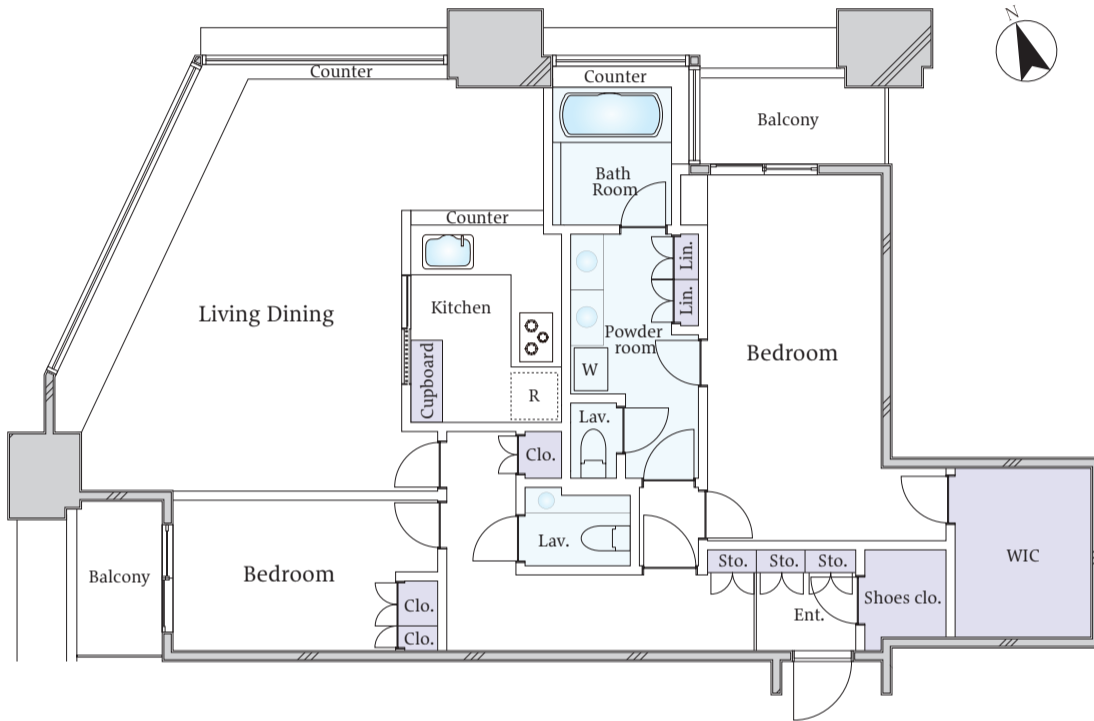 N
Counter
Counter
Balcony
Bath
Room
Counter
Lin.
Lin.
Living Dining
Kitchen
Powder
room
Bedroom
Cupboard
W
R
Lav.
Clo.
Lav.
WIC
Sto.
Sto.
Sto.
Balcony
Bedroom
Clo.
Clo.
Ent.
Shoes clo.